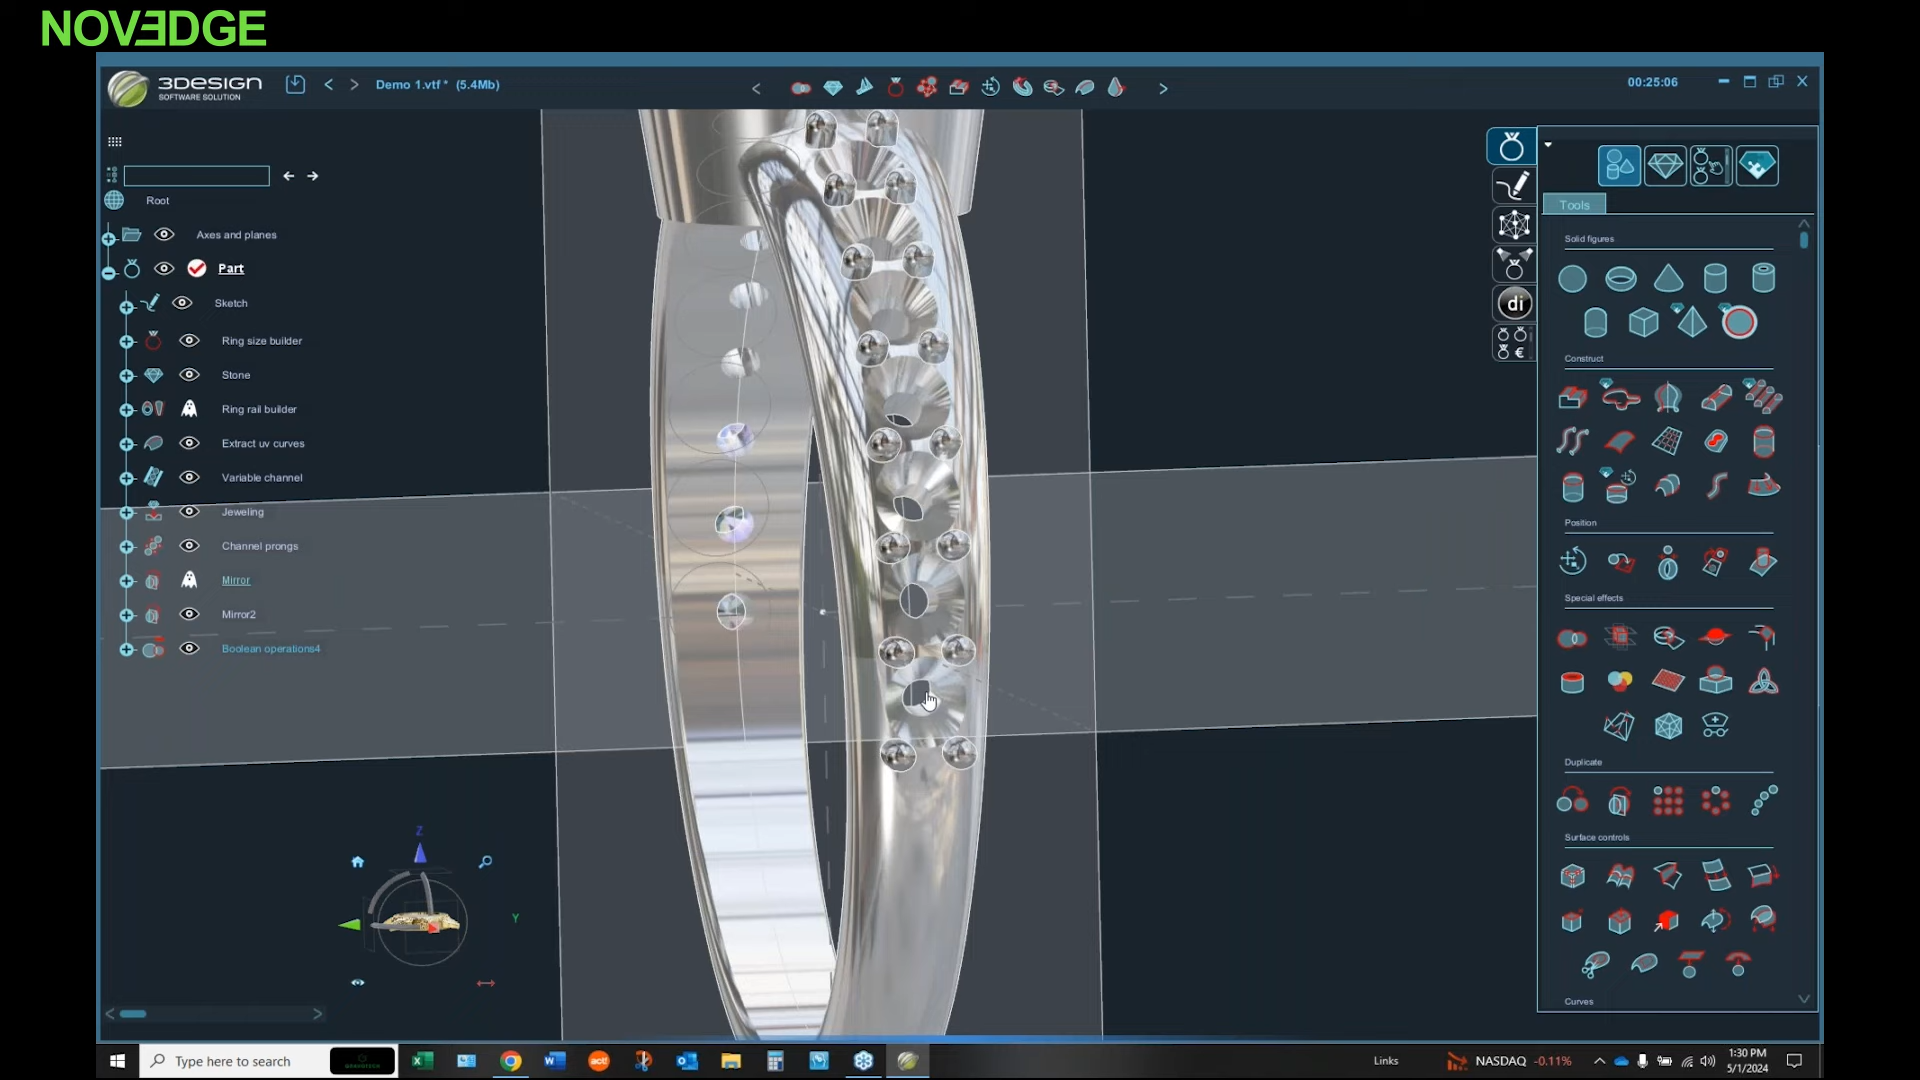 NOVEDGE
3DESIGN
SOFTWARE SOLUTION
Demo 1.vtf * (5.4Mb)
00:25:06
Root
Axes and planes
Part
Sketch
Ring size builder
Stone
Ring rail builder
Extract uv curves
Variable channel
Jeweling
Channel prongs
Mirror
Mirror2
Boolean operations4
Z
Y
di
€
Tools
Solid figures
Construct
Position
Special effects
Duplicate
Surface controls
Curves
Type here to search
act!
Links
NASDAQ -0.11%
1:30 PM
5/1/2024